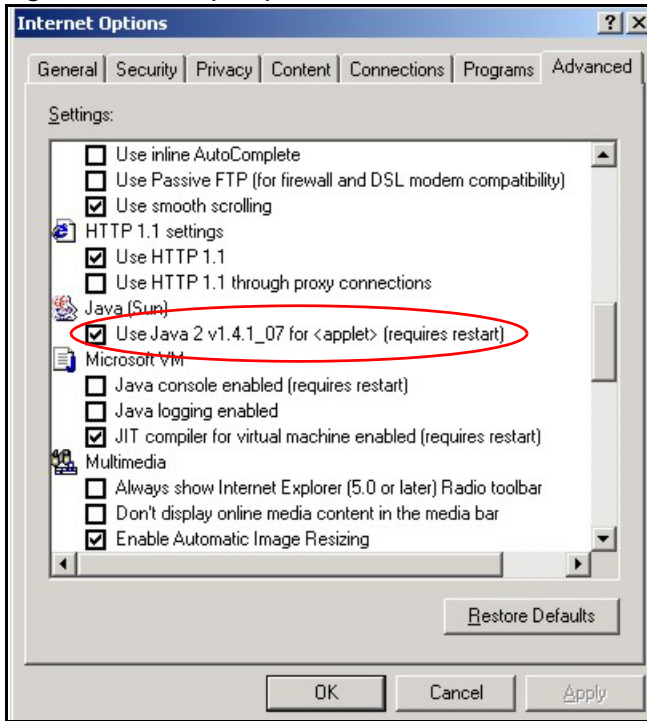 Internet Options
? X
General Security Privacy Content Connections Programs Advanced
Settings:
Use inline AutoComplete
Use Passive FTP (for firewall and DSL modem compatibility)
Use smooth scrolling
HTTP 1.1 settings
Use HTTP 1.1
Use HTTP 1.1 through proxy connections
Java (Sun)
Use Java 2 v1.4.1_07 for <applet> (requires restart)
Microsoft VM
Java console enabled (requires restart)
Java logging enabled
JIT compiler for virtual machine enabled (requires restart)
Multimedia
Always show Internet Explorer (5.0 or later) Radio toolbar
Don't display online media content in the media bar
Enable Automatic Image Resizing
Restore Defaults
OK Cancel Apply